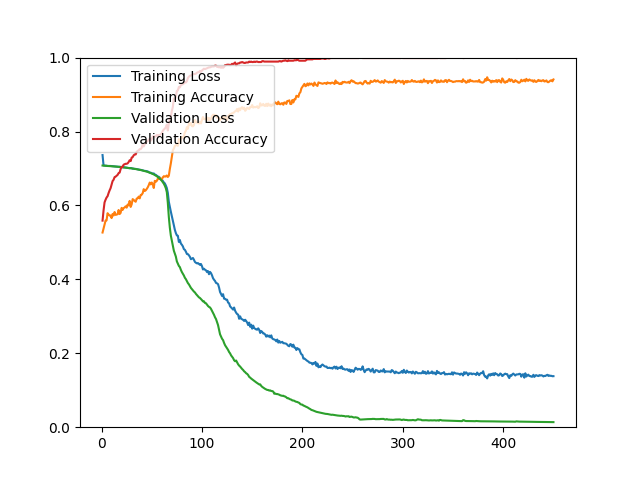 1.0
0.8
0.6
0.4
0.2
0.0
Training Loss
Training Accuracy
Validation Loss
Validation Accuracy
0 100 200 300 400